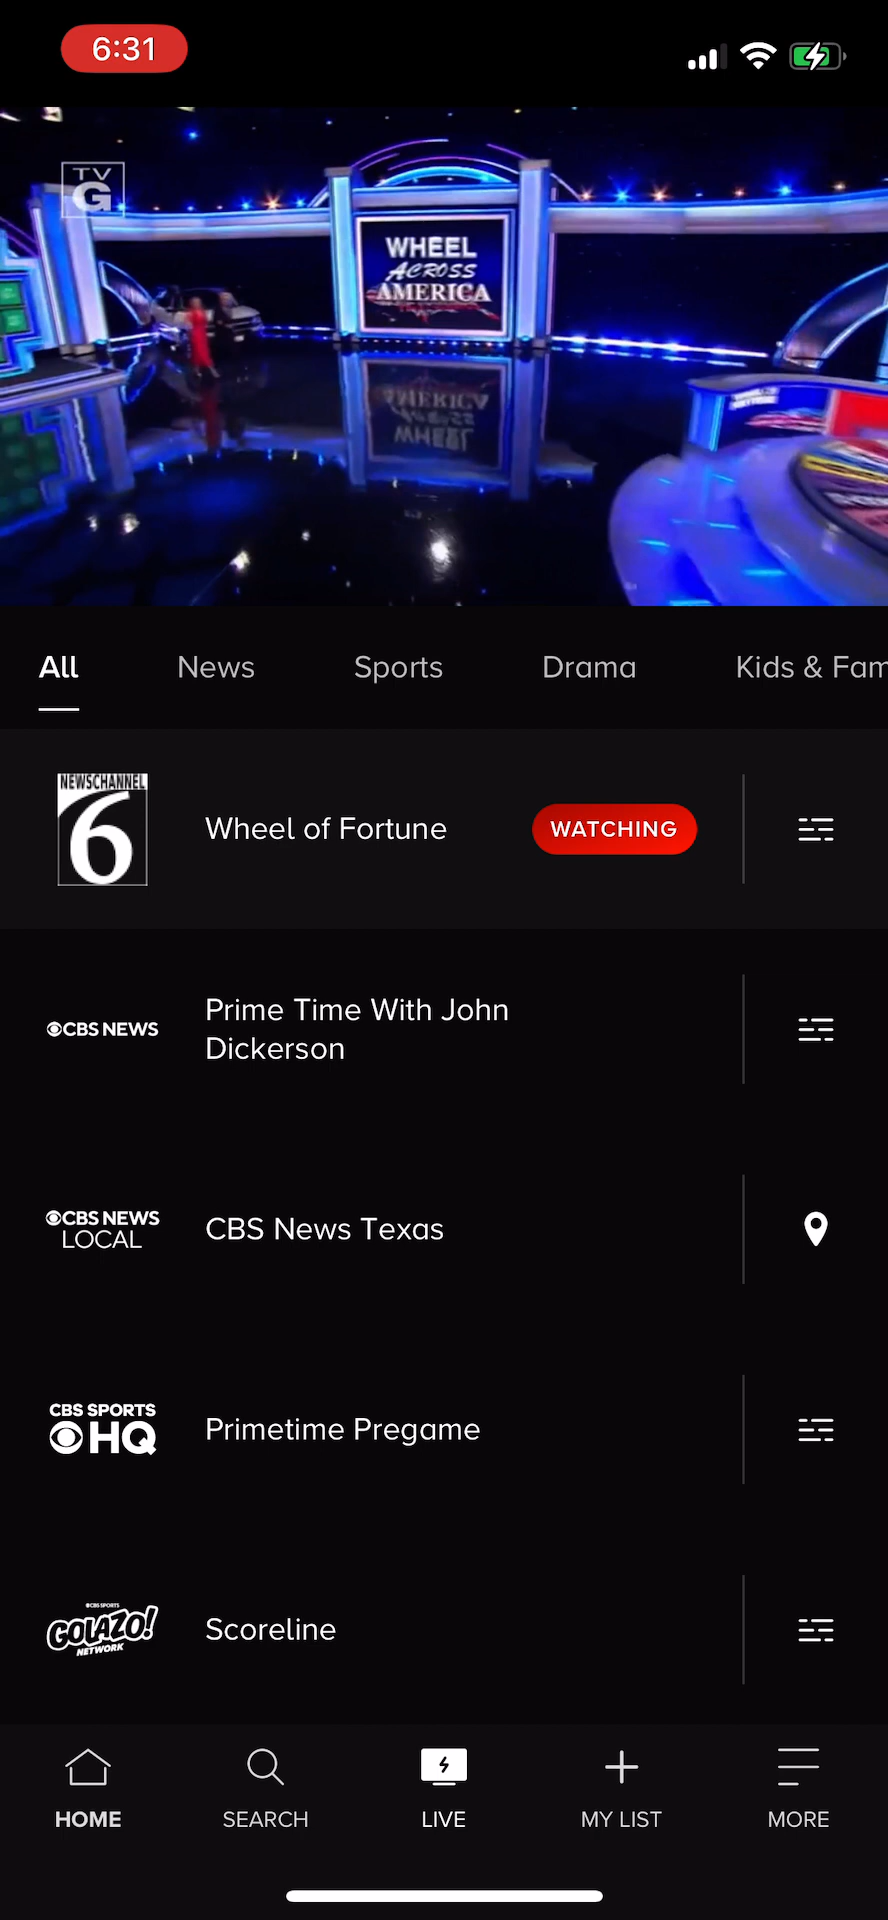 6:31
TV
G
WHEEL
ACROSS
AMERICA
All
News
Sports
Drama
Kids & Fam
NEWSCHANNEL
6
Wheel of Fortune
WATCHING
CBS NEWS
Prime Time With John
Dickerson
CBS NEWS
LOCAL
CBS News Texas
CBS SPORTS
HQ
Primetime Pregame
CBS SPORTS
GOLAZO!
NETWORK
Scoreline
HOME
SEARCH
LIVE
MY LIST
MORE